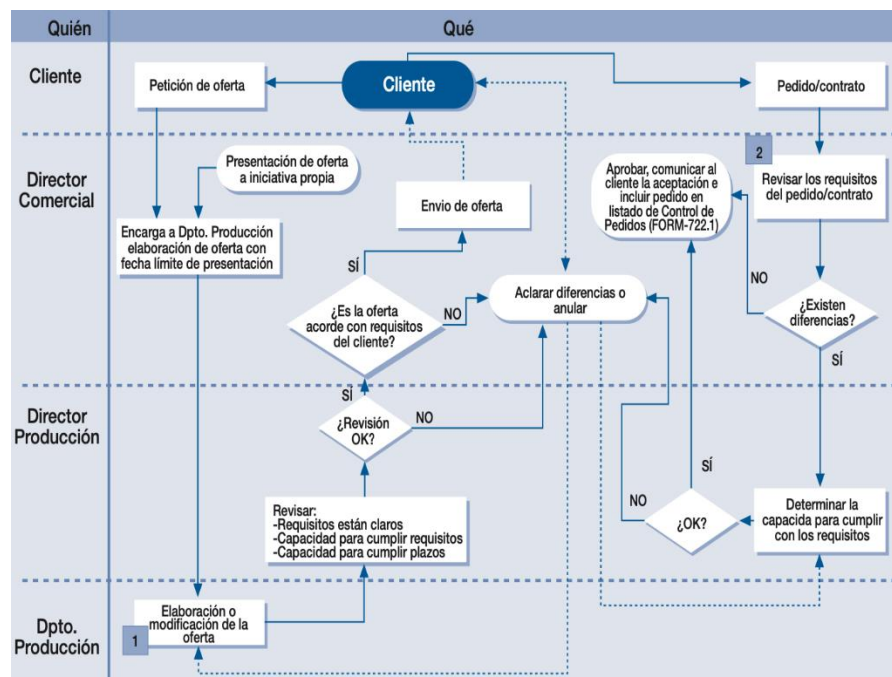 Quién
Qué
Cliente
Petición de oferta
Cliente
Pedido/contrato
Director
Comercial
Presentación de oferta
a iniciativa propia
Encarga a Dpto. Producción
elaboración de oferta con
fecha límite de presentación
Envio de oferta
SÍ
¿Es la oferta
acorde con requisitos
del cliente?
NO
Aclarar diferencias o
anular
Aprobar, comunicar al
cliente la aceptación e
incluir pedido en
listado de Control de
Pedidos (FORM-722.1)
2
Revisar los requisitos
del pedido/contrato
NO
¿Existen
diferencias?
SÍ
Director
Producción
SÍ
¿Revisión
OK?
NO
Revisar:
-Requisitos están claros
-Capacidad para cumplir requisitos
-Capacidad para cumplir plazos
NO
SÍ
¿OK?
Determinar la
capacida para cumplir
con los requisitos
Dpto.
Producción
1
Elaboración o
modificación de la
oferta